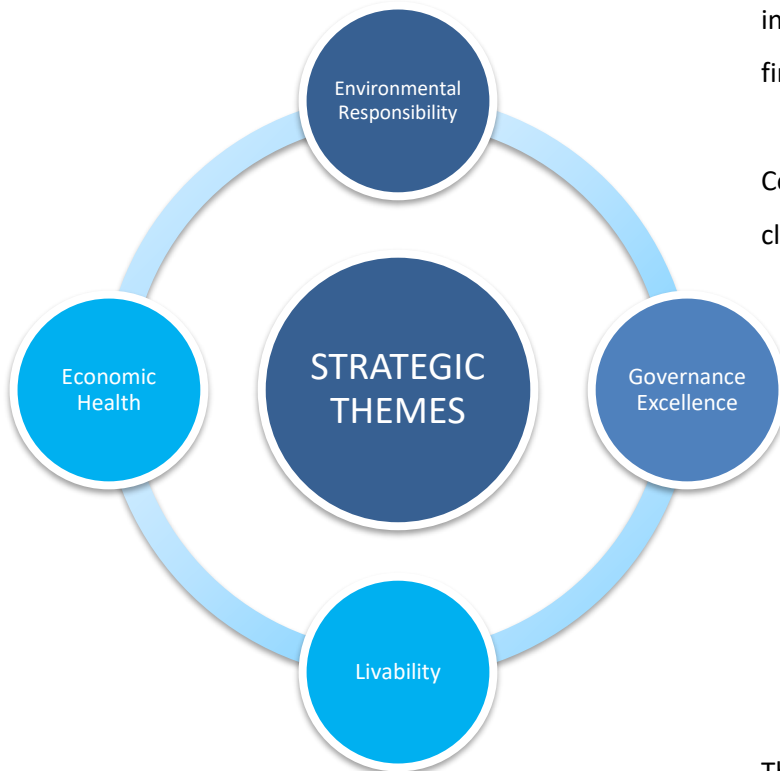 Environmental
Responsibility
STRATEGIC
THEMES
Economic
Health
Governance
Excellence
Livability